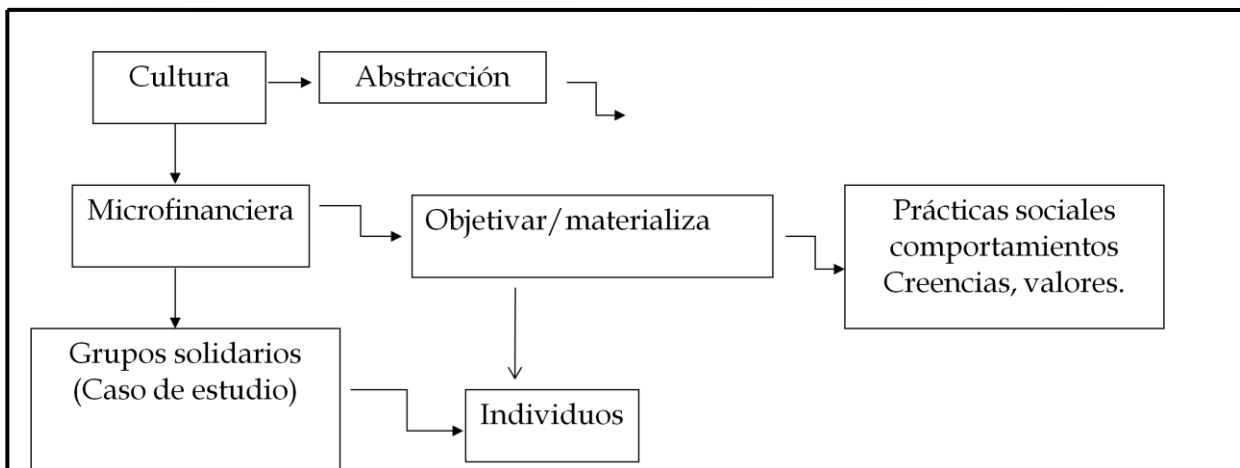 Cultura
Abstracción
Microfinanciera
Objetivar/materializa
Prácticas sociales
comportamientos
Creencias, valores.
Grupos solidarios
(Caso de estudio)
Individuos